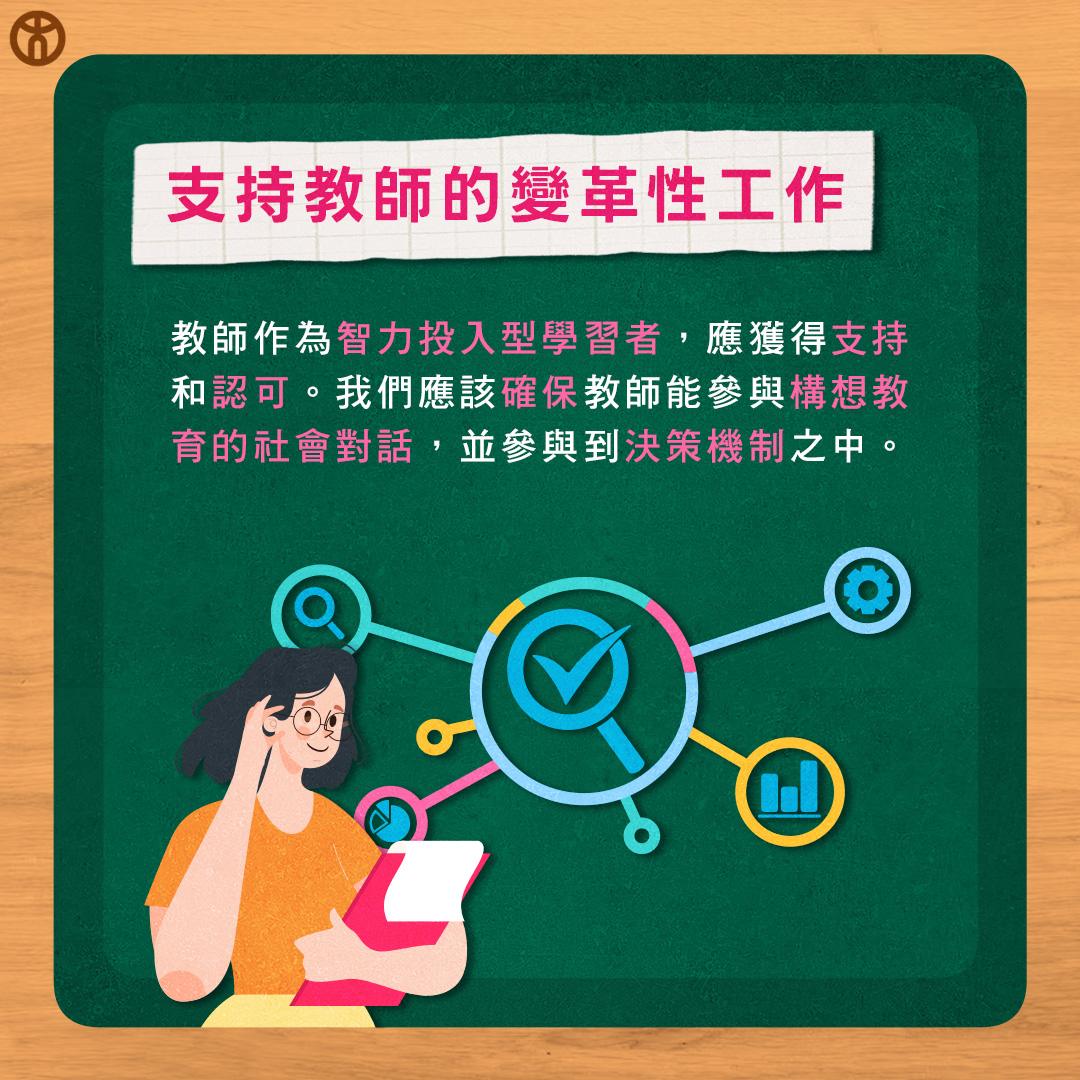 支持教師的變革性工作
教師作為智力投入型學習者，應獲得支持
和認可。我們應該確保教師能參與構想教
育的社會對話，並參與到決策機制之中。